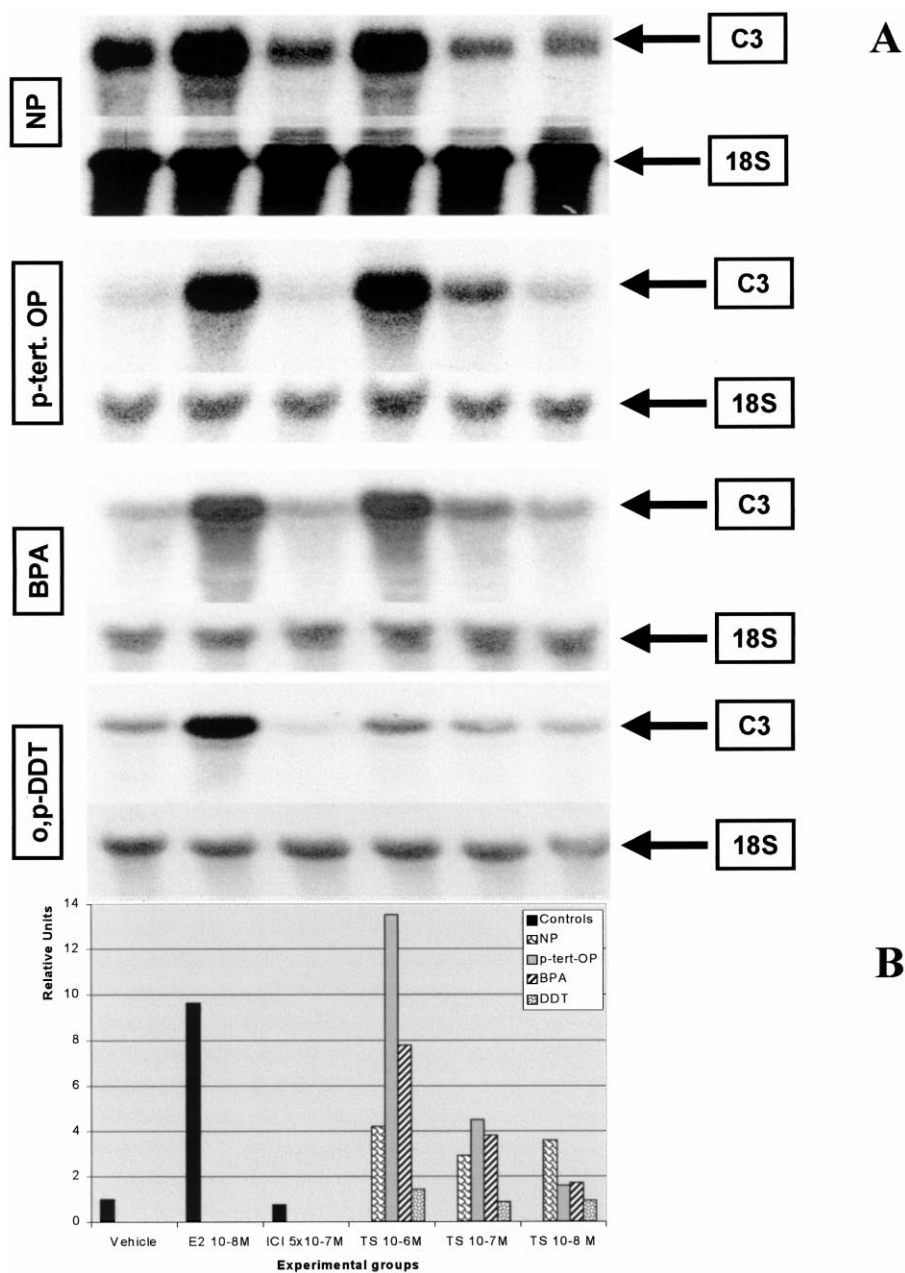 A
NP
C3
18S
p-tert. OP
C3
18S
BPA
C3
18S
o,p-DDT
C3
18S
B
Relative Units
14
12
10
8
6
4
2
0
Controls
NP
p-tert-OP
BPA
DDT
Vehicle E2 10-8M ICI 5x10-7M TS 10-6M TS 10-7M TS 10-8 M
Experimental groups